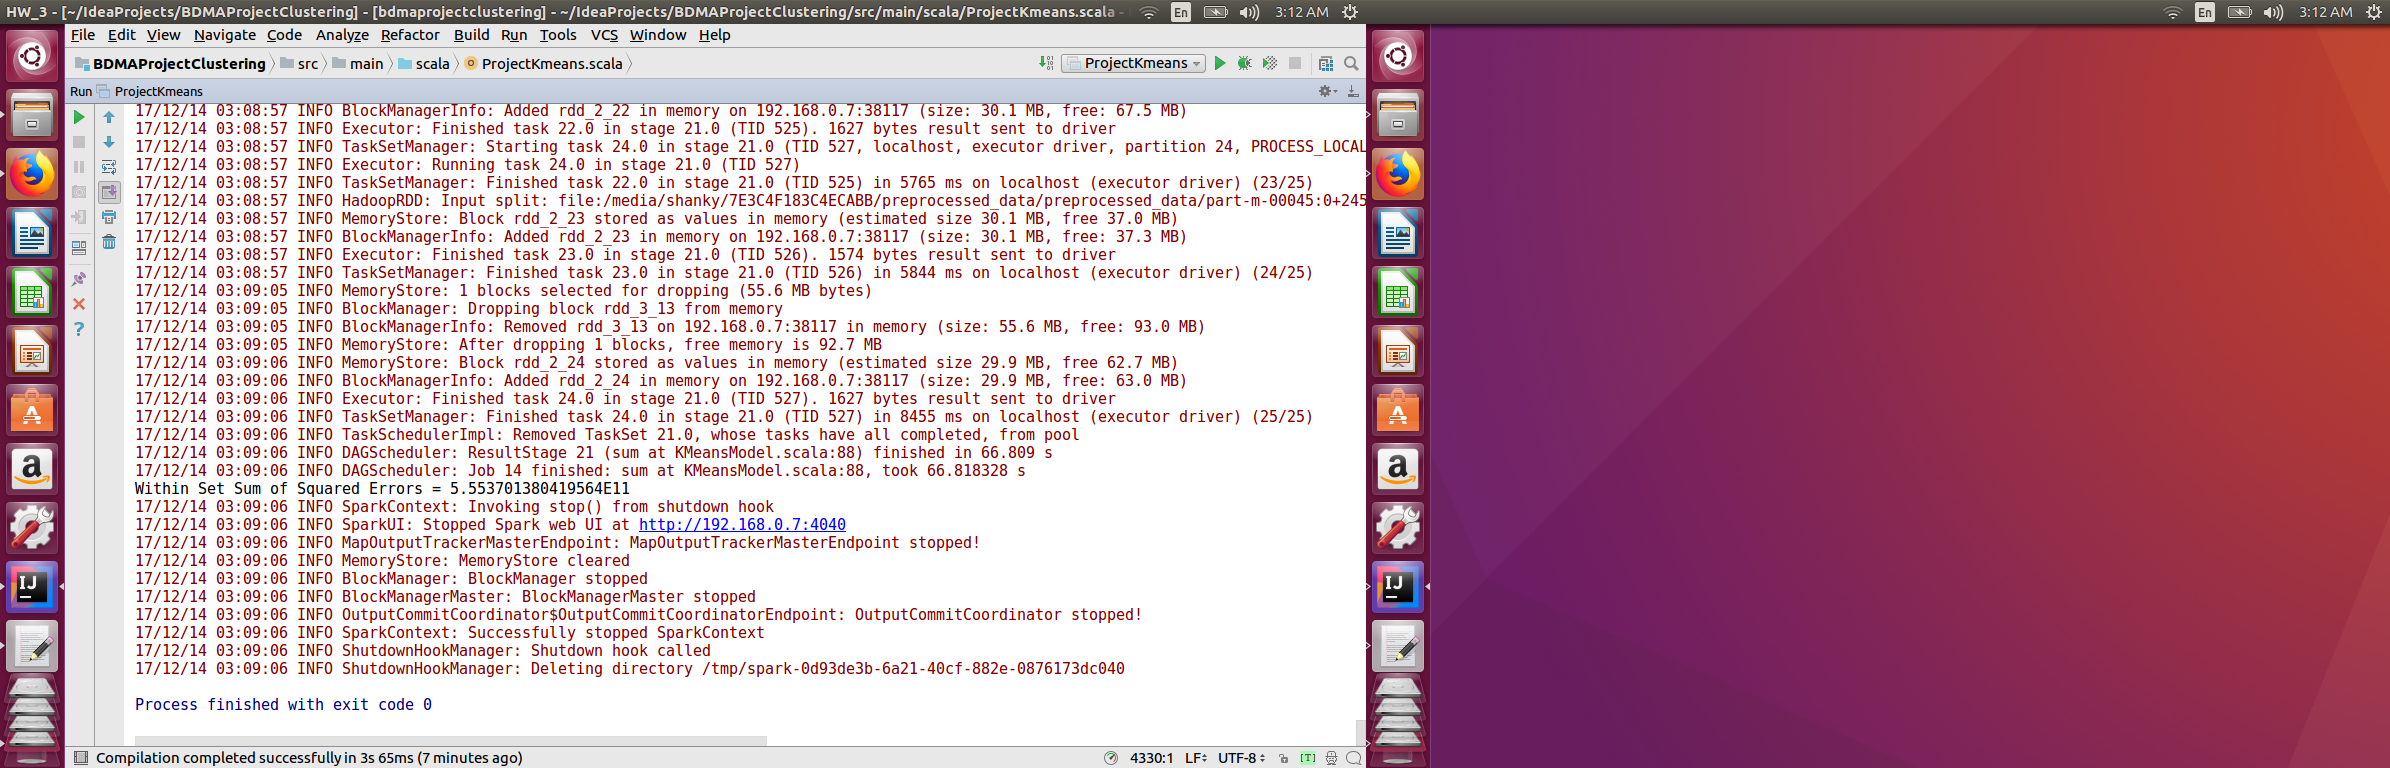 HW_3 - [~/IdeaProjects/BDMAProjectClustering] - [bdmaprojectclustering] - ~/IdeaProjects/BDMAProjectClustering/src/main/scala/ProjectKmeans.scala - En 3:12 AM En 3:12 AM
File Edit View Navigate Code Analyze Refactor Build Run Tools VCS Window Help
BDMAProjectClustering src main scala ProjectKmeans.scala ProjectKmeans
Run ProjectKmeans
17/12/14 03:08:57 INFO BlockManagerInfo: Added rdd_2_22 in memory on 192.168.0.7:38117 (size: 30.1 MB, free: 67.5 MB)
17/12/14 03:08:57 INFO Executor: Finished task 22.0 in stage 21.0 (TID 525). 1627 bytes result sent to driver
17/12/14 03:08:57 INFO TaskSetManager: Starting task 24.0 in stage 21.0 (TID 527, localhost, executor driver, partition 24, PROCESS_LOCAL
17/12/14 03:08:57 INFO Executor: Running task 24.0 in stage 21.0 (TID 527)
17/12/14 03:08:57 INFO TaskSetManager: Finished task 22.0 in stage 21.0 (TID 525) in 5765 ms on localhost (executor driver) (23/25)
17/12/14 03:08:57 INFO HadoopRDD: Input split: file:/media/shanky/7E3C4F183C4ECABB/preprocessed_data/preprocessed_data/part-m-00045:0+245
17/12/14 03:08:57 INFO MemoryStore: Block rdd_2_23 stored as values in memory (estimated size 30.1 MB, free 37.0 MB)
17/12/14 03:08:57 INFO BlockManagerInfo: Added rdd_2_23 in memory on 192.168.0.7:38117 (size: 30.1 MB, free: 37.3 MB)
17/12/14 03:08:57 INFO Executor: Finished task 23.0 in stage 21.0 (TID 526). 1574 bytes result sent to driver
17/12/14 03:08:57 INFO TaskSetManager: Finished task 23.0 in stage 21.0 (TID 526) in 5844 ms on localhost (executor driver) (24/25)
17/12/14 03:09:05 INFO MemoryStore: 1 blocks selected for dropping (55.6 MB bytes)
17/12/14 03:09:05 INFO BlockManager: Dropping block rdd_3_13 from memory
17/12/14 03:09:05 INFO BlockManagerInfo: Removed rdd_3_13 on 192.168.0.7:38117 in memory (size: 55.6 MB, free: 93.0 MB)
17/12/14 03:09:05 INFO MemoryStore: After dropping 1 blocks, free memory is 92.7 MB
17/12/14 03:09:06 INFO MemoryStore: Block rdd_2_24 stored as values in memory (estimated size 29.9 MB, free 62.7 MB)
17/12/14 03:09:06 INFO BlockManagerInfo: Added rdd_2_24 in memory on 192.168.0.7:38117 (size: 29.9 MB, free: 63.0 MB)
17/12/14 03:09:06 INFO Executor: Finished task 24.0 in stage 21.0 (TID 527). 1627 bytes result sent to driver
17/12/14 03:09:06 INFO TaskSetManager: Finished task 24.0 in stage 21.0 (TID 527) in 8455 ms on localhost (executor driver) (25/25)
17/12/14 03:09:06 INFO TaskSchedulerImpl: Removed TaskSet 21.0, whose tasks have all completed, from pool
17/12/14 03:09:06 INFO DAGScheduler: ResultStage 21 (sum at KMeansModel.scala:88) finished in 66.809 s
17/12/14 03:09:06 INFO DAGScheduler: Job 14 finished: sum at KMeansModel.scala:88, took 66.818328 s
Within Set Sum of Squared Errors = 5.553701380419564E11
17/12/14 03:09:06 INFO SparkContext: Invoking stop() from shutdown hook
17/12/14 03:09:06 INFO SparkUI: Stopped Spark web UI at http://192.168.0.7:4040
17/12/14 03:09:06 INFO MapOutputTrackerMasterEndpoint: MapOutputTrackerMasterEndpoint stopped!
17/12/14 03:09:06 INFO MemoryStore: MemoryStore cleared
17/12/14 03:09:06 INFO BlockManager: BlockManager stopped
17/12/14 03:09:06 INFO BlockManagerMaster: BlockManagerMaster stopped
17/12/14 03:09:06 INFO OutputCommitCoordinator$OutputCommitCoordinatorEndpoint: OutputCommitCoordinator stopped!
17/12/14 03:09:06 INFO SparkContext: Successfully stopped SparkContext
17/12/14 03:09:06 INFO ShutdownHookManager: Shutdown hook called
17/12/14 03:09:06 INFO ShutdownHookManager: Deleting directory /tmp/spark-0d93de3b-6a21-40cf-882e-0876173dc040
Process finished with exit code 0
Compilation completed successfully in 3s 65ms (7 minutes ago) 4330:1 LF UTF-8 [T]